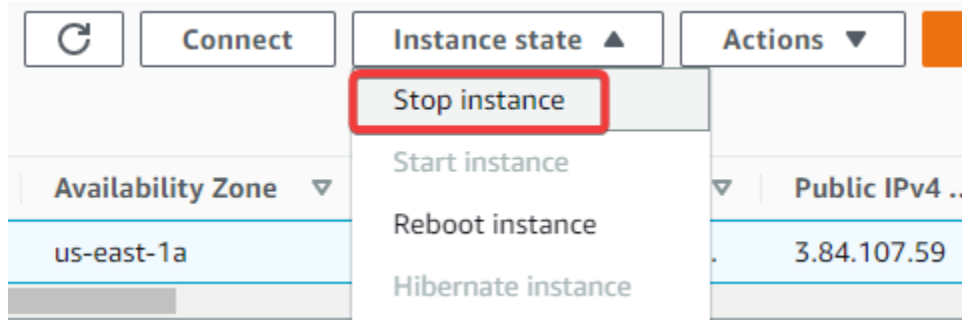 Connect Instance state Actions
Stop instance
Start instance
Availability Zone Public IPv4 ..
Reboot instance
us-east-1a . 3.84.107.59
Hibernate instance